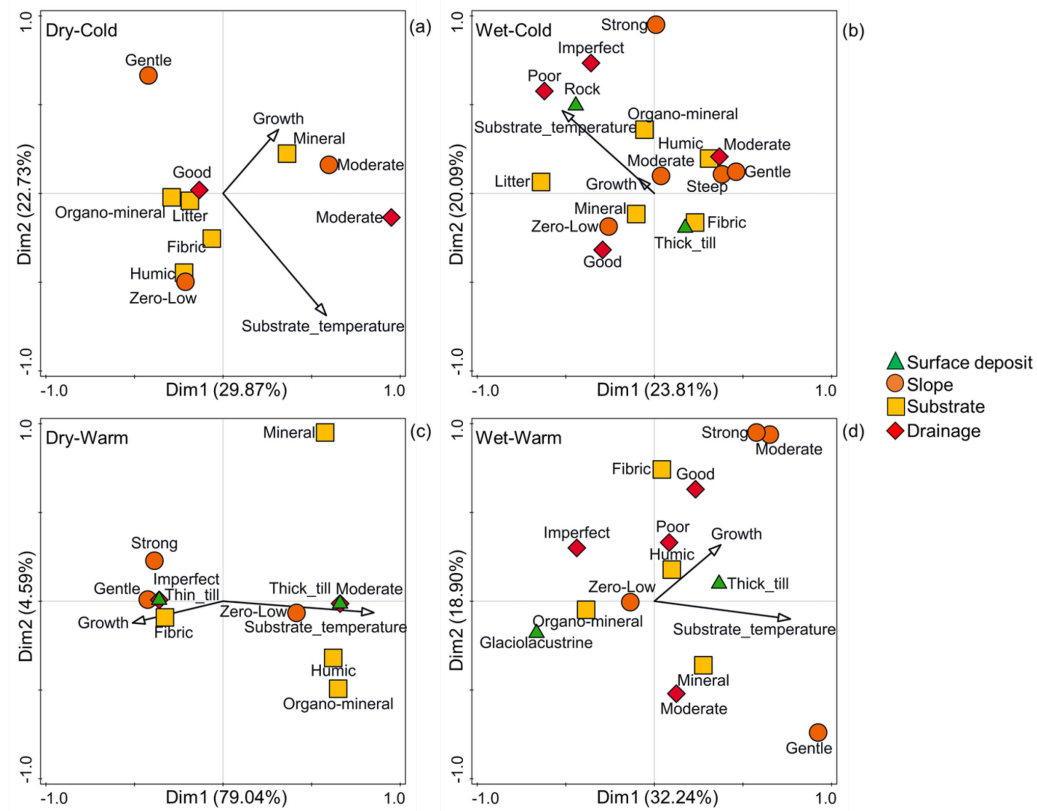 Dry-Cold
(a)
1.0
Gentle
Growth
Mineral
Moderate
Good
Organo-mineral
Litter
Moderate
Fibric
Humic
Zero-Low
Substrate_temperature
Dim2 (22.73%)
-1.0
-1.0
Dim1 (29.87%)
1.0
Wet-Cold
(b)
1.0
Strong
Imperfect
Poor
Rock
Organo-mineral
Substrate_temperature
Humic
Moderate
Moderate
Gentle
Litter
Growth
Steep
Mineral
Zero-Low
Fibric
Thick_till
Good
Dim2 (20.09%)
-1.0
-1.0
Dim1 (23.81%)
1.0
Surface deposit
Slope
Substrate
Drainage
Dry-Warm
(c)
1.0
Mineral
Strong
Imperfect
Gentle
Thin_till
Thick_till
Moderate
Zero-Low
Growth
Substrate_temperature
Fibric
Humic
Organo-mineral
Dim2 (4.59%)
-1.0
-1.0
Dim1 (79.04%)
1.0
Wet-Warm
(d)
1.0
Strong
Moderate
Fibric
Good
Imperfect
Poor
Growth
Humic
Zero-Low
Thick_till
Organo-mineral
Substrate_temperature
Glaciolacustrine
Mineral
Moderate
Gentle
Dim2 (18.90%)
-1.0
-1.0
Dim1 (32.24%)
1.0